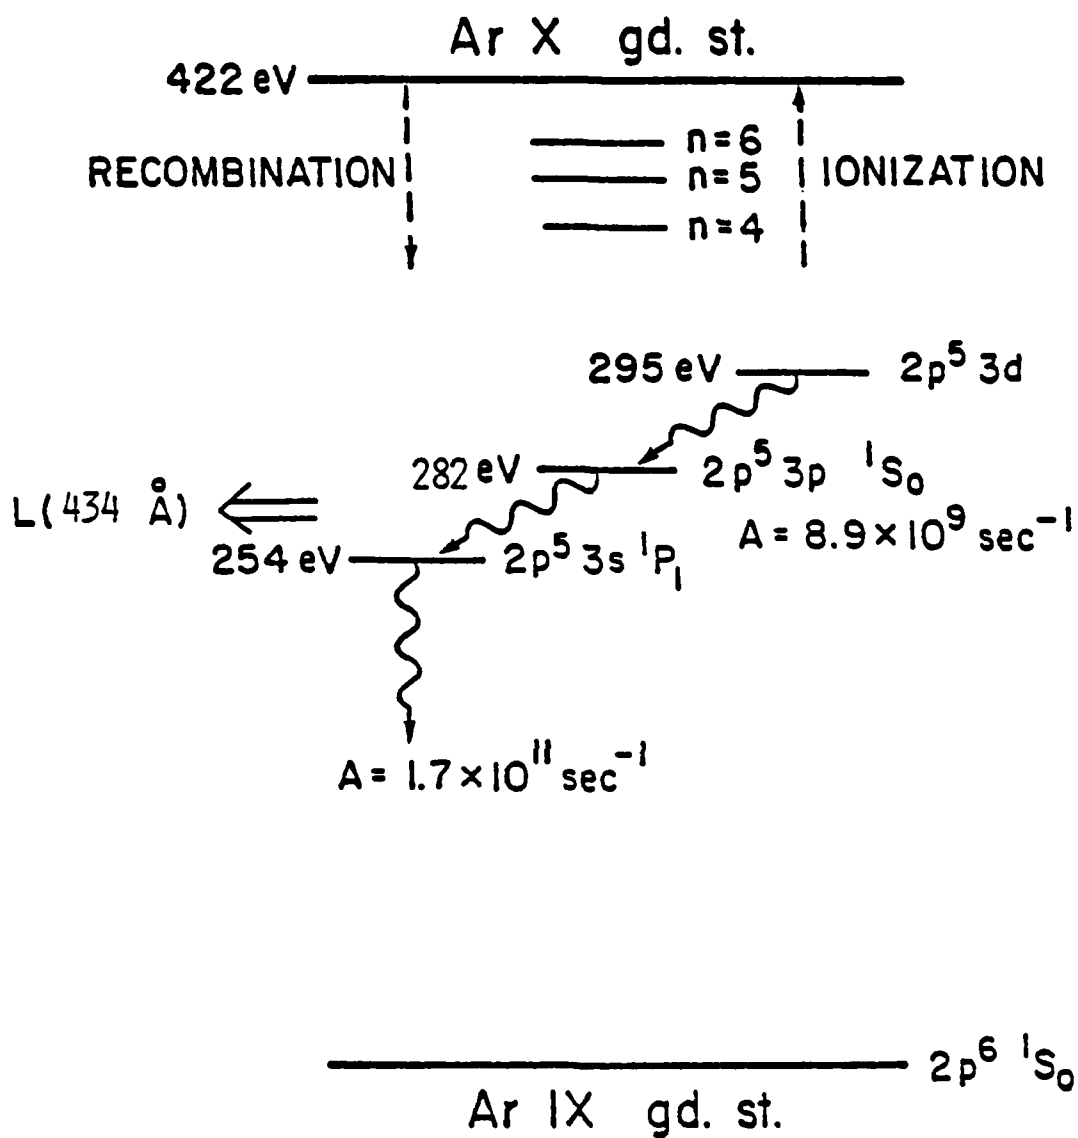 Ar X gd. st.
422 eV
n=6
RECOMBINATION
n=5
IONIZATION
n=4
295 eV
2p⁵ 3d
282 eV
2p⁵ 3p ¹S₀
L(434 Å)
A = 8.9×10⁹ sec⁻¹
254 eV
2p⁵ 3s ¹P₁
A = 1.7×10¹¹ sec⁻¹
2p⁶ ¹S₀
Ar IX gd. st.